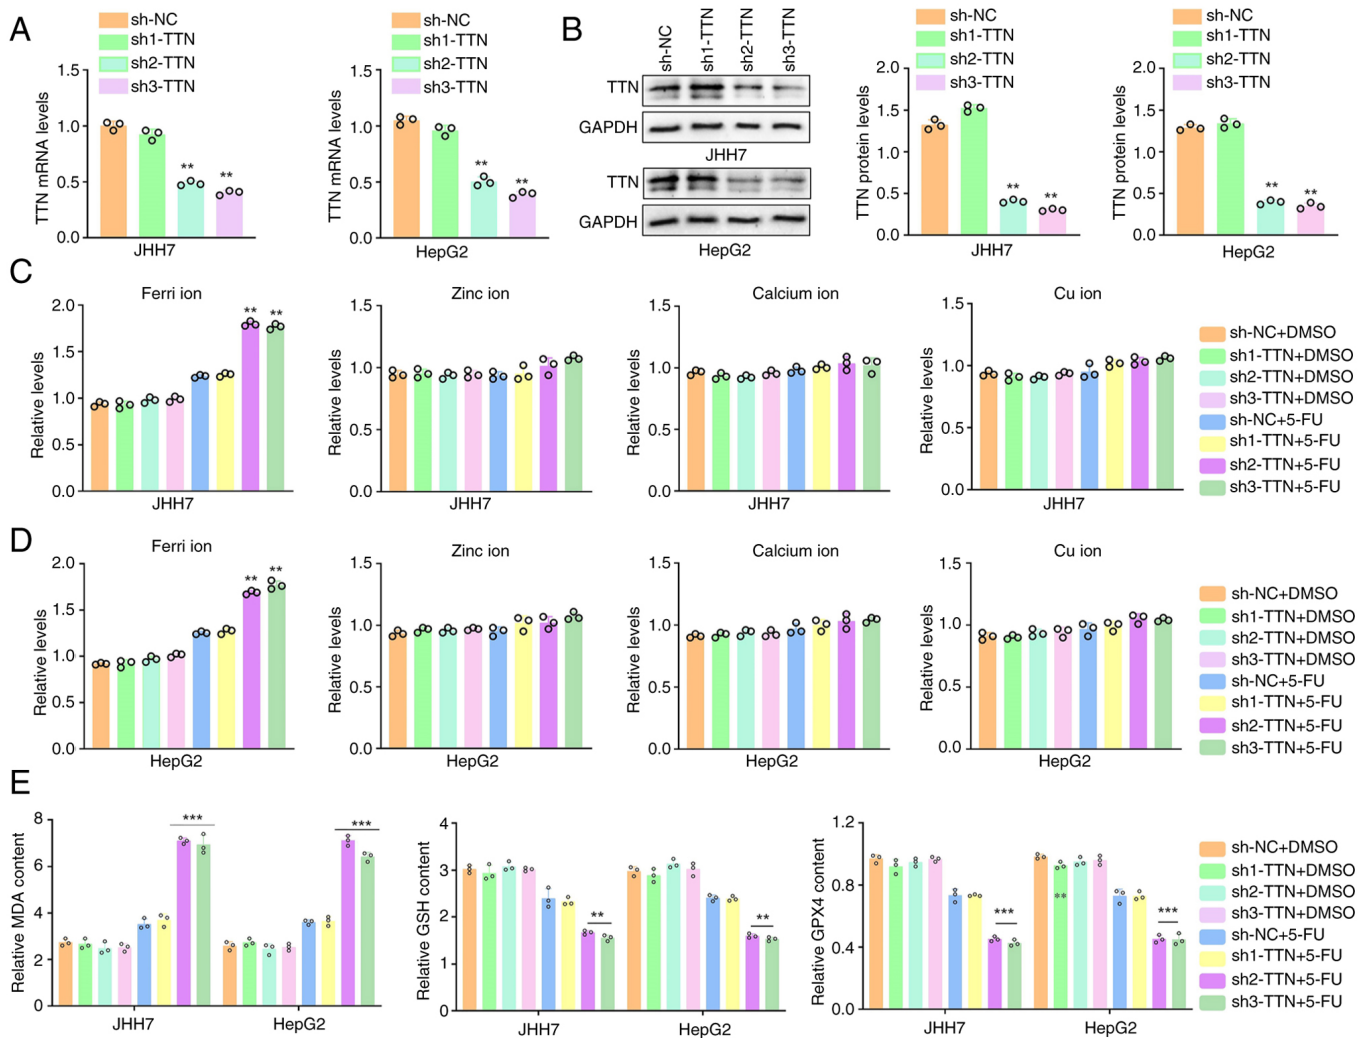 A
sh-NC
sh1-TTN
sh2-TTN
sh3-TTN
TTN mRNA levels
1.5
1.0
0.5
0.0
**
**
JHH7
sh-NC
sh1-TTN
sh2-TTN
sh3-TTN
TTN mRNA levels
1.5
1.0
0.5
0.0
**
**
HepG2
B
sh-NC
sh1-TTN
sh2-TTN
sh3-TTN
TTN
GAPDH
JHH7
TTN
GAPDH
HepG2
sh-NC
sh1-TTN
sh2-TTN
sh3-TTN
TTN protein levels
2.0
1.5
1.0
0.5
0.0
**
**
JHH7
sh-NC
sh1-TTN
sh2-TTN
sh3-TTN
TTN protein levels
2.0
1.5
1.0
0.5
0.0
**
**
HepG2
C
Ferri ion
Relative levels
2.0
1.5
1.0
0.5
0.0
**
**
JHH7
Zinc ion
Relative levels
1.5
1.0
0.5
0.0
JHH7
Calcium ion
Relative levels
1.5
1.0
0.5
0.0
JHH7
Cu ion
Relative levels
1.5
1.0
0.5
0.0
JHH7
sh-NC+DMSO
sh1-TTN+DMSO
sh2-TTN+DMSO
sh3-TTN+DMSO
sh-NC+5-FU
sh1-TTN+5-FU
sh2-TTN+5-FU
sh3-TTN+5-FU
D
Ferri ion
Relative levels
2.0
1.5
1.0
0.5
0.0
**
**
HepG2
Zinc ion
Relative levels
1.5
1.0
0.5
0.0
HepG2
Calcium ion
Relative levels
1.5
1.0
0.5
0.0
HepG2
Cu ion
Relative levels
1.5
1.0
0.5
0.0
HepG2
sh-NC+DMSO
sh1-TTN+DMSO
sh2-TTN+DMSO
sh3-TTN+DMSO
sh-NC+5-FU
sh1-TTN+5-FU
sh2-TTN+5-FU
sh3-TTN+5-FU
E
Relative MDA content
8
6
4
2
0
***
***
JHH7
HepG2
Relative GSH content
4
3
2
1
0
**
**
JHH7
HepG2
Relative GPX4 content
1.2
0.8
0.4
0.0
***
**
***
JHH7
HepG2
sh-NC+DMSO
sh1-TTN+DMSO
sh2-TTN+DMSO
sh3-TTN+DMSO
sh-NC+5-FU
sh1-TTN+5-FU
sh2-TTN+5-FU
sh3-TTN+5-FU